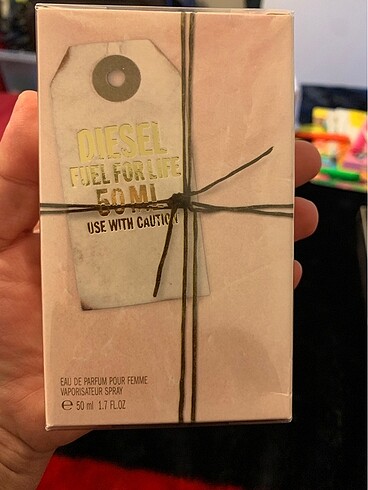 DIESEL
FUEL FOR LIFE
50 ML
USE WITH CAUTION
EAU DE PARFUM POUR FEMME
VAPORISATEUR SPRAY
℮ 50 ml 1.7 FL.OZ